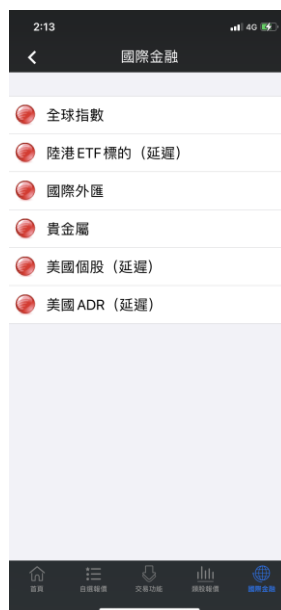 2:13
4G
國際金融
全球指數
陸港ETF標的（延遲）
國際外匯
貴金屬
美國個股（延遲）
美國ADR（延遲）
首頁
自選報價
交易功能
類股報價
國際金融